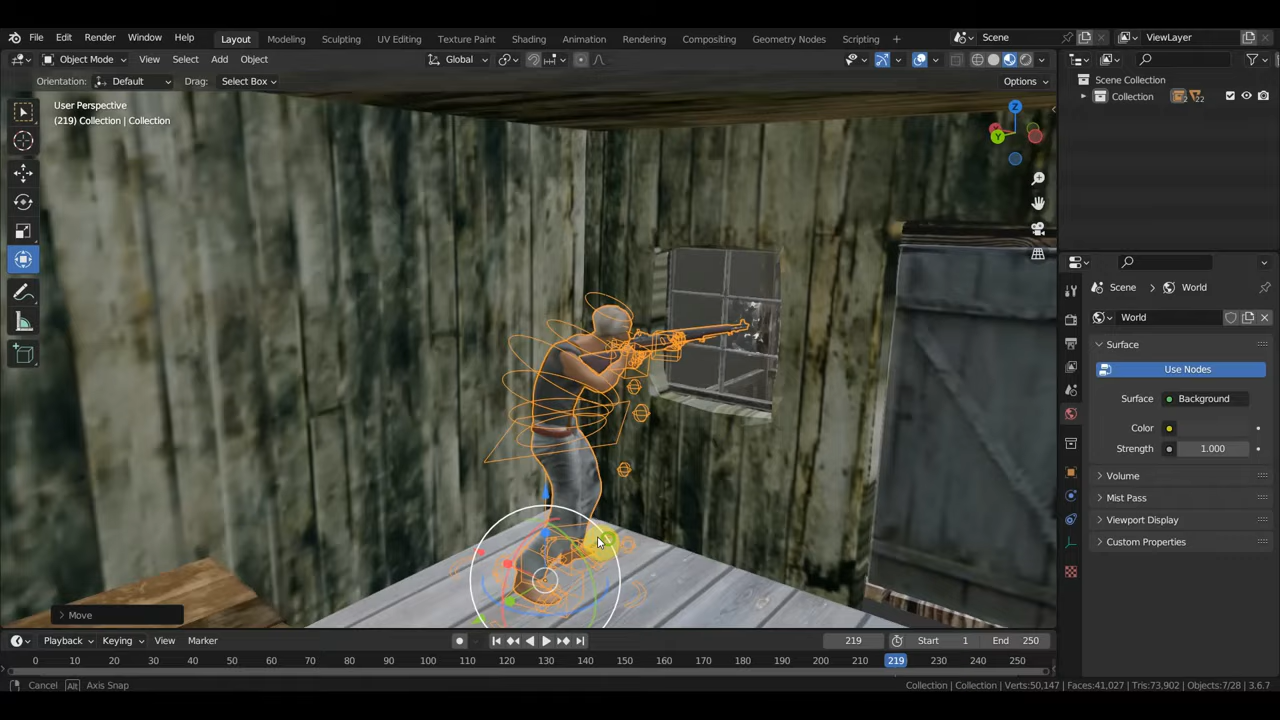 File Edit Render Window Help Layout Modeling Sculpting UV Editing Texture Paint Shading Animation Rendering Compositing Geometry Nodes Scripting + Scene ViewLayer
Object Mode View Select Add Object Global Options
Orientation: Default Drag: Select Box
User Perspective
(219) Collection | Collection
Z
Y
Scene Collection
Collection 2 22
Scene World
World
Surface
Use Nodes
Surface Background
Color
Strength 1.000
Volume
Mist Pass
Viewport Display
Custom Properties
Move
Playback Keying View Marker 219 Start 1 End 250
0 10 20 30 40 50 60 70 80 90 100 110 120 130 140 150 160 170 180 190 200 210 219 230 240 250
Cancel Alt Axis Snap Collection | Collection | Verts:50,147 | Faces:41,027 | Tris:73,902 | Objects:7/28 | 3.6.7